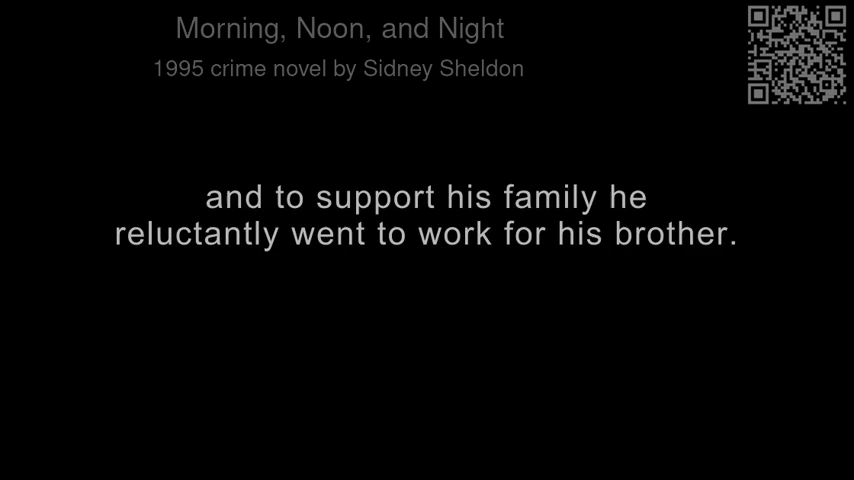 Morning, Noon, and Night
1995 crime novel by Sidney Sheldon
and to support his family he
reluctantly went to work for his brother.